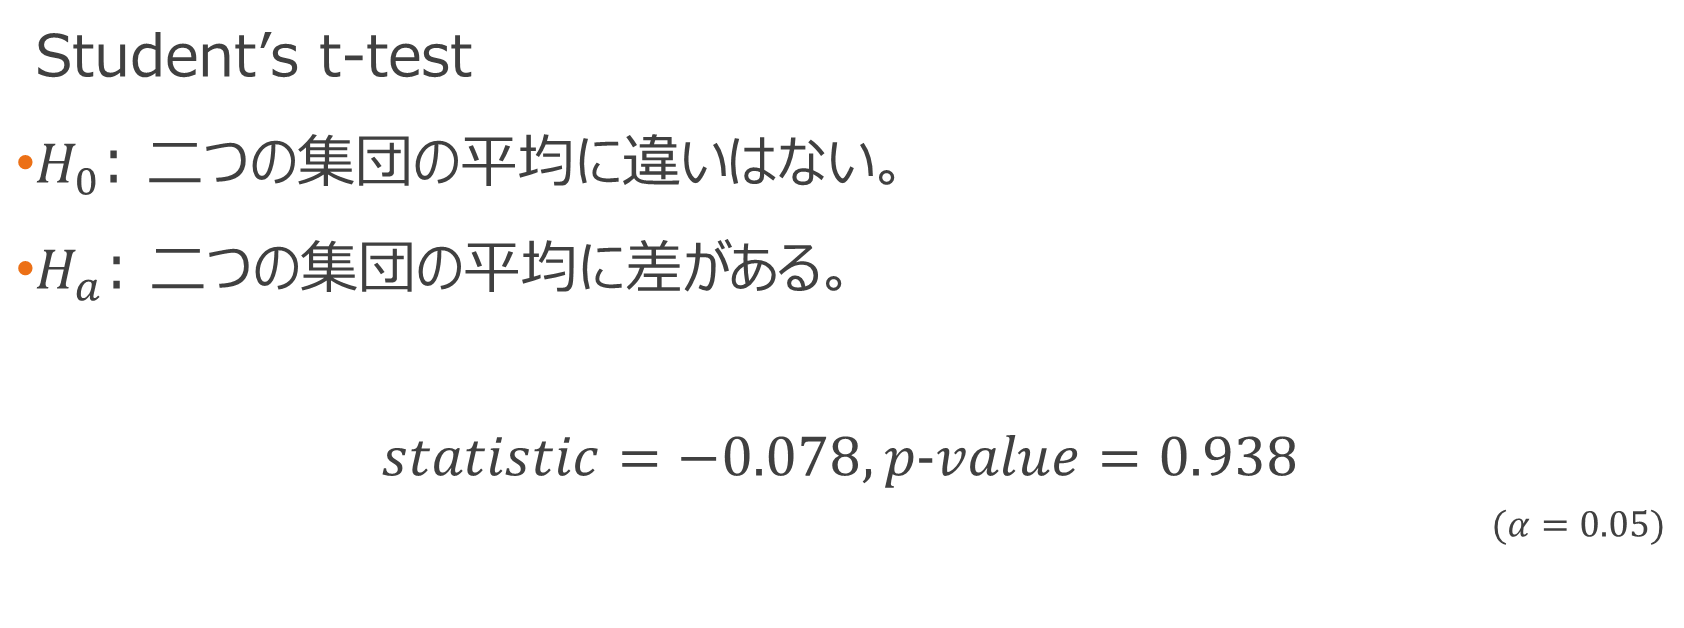 Student’s t-test
•H₀: 二つの集団の平均に違いはない。
•Hₐ: 二つの集団の平均に差がある。
statistic = −0.078, p-value = 0.938
(α = 0.05)